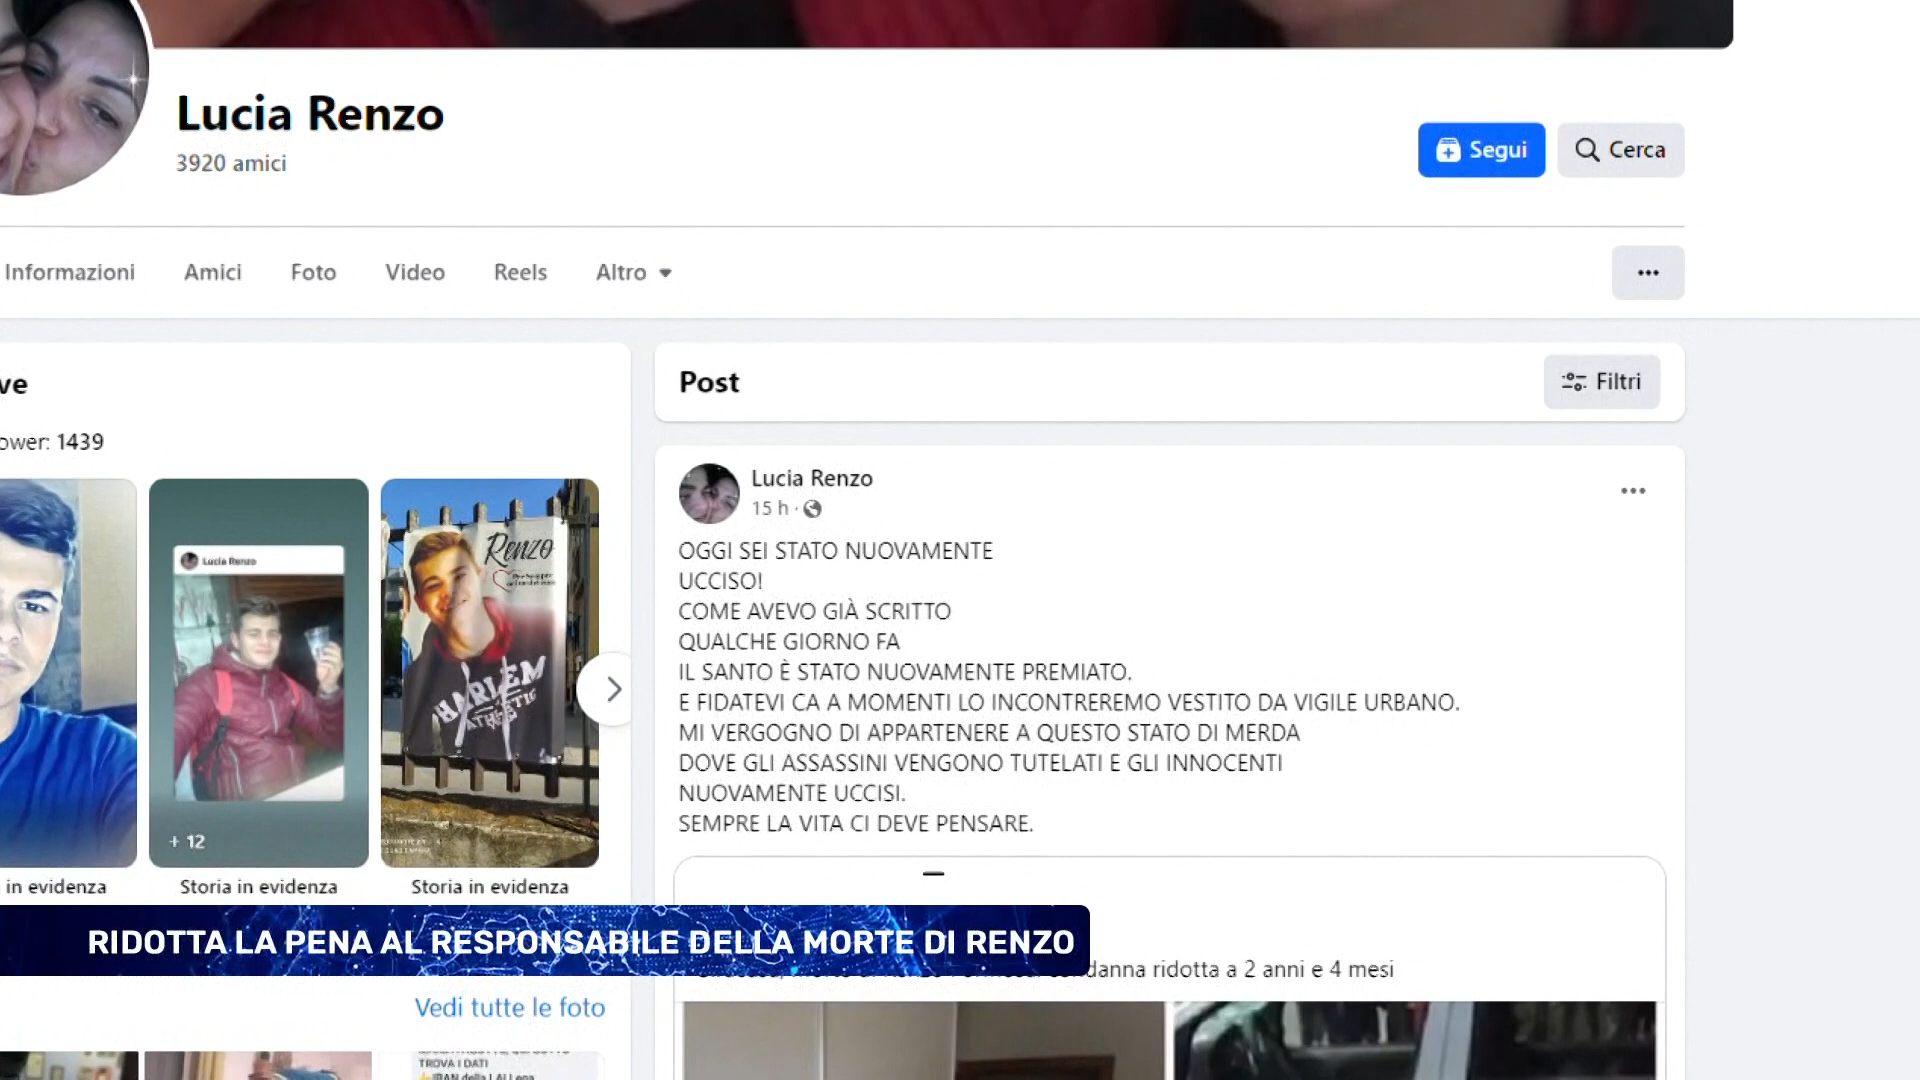 Lucia Renzo
3920 amici
Segui
Cerca
Informazioni
Amici
Foto
Video
Reels
Altro
ower: 1439
Lucia Renzo
+ 12
Renzo
HARLEM
in evidenza
Storia in evidenza
Storia in evidenza
Post
Filtri
Lucia Renzo
15 h
OGGI SEI STATO NUOVAMENTE
UCCISO!
COME AVEVO GIÀ SCRITTO
QUALCHE GIORNO FA
IL SANTO È STATO NUOVAMENTE PREMIATO.
E FIDATEVI CA A MOMENTI LO INCONTREREMO VESTITO DA VIGILE URBANO.
MI VERGOGNO DI APPARTENERE A QUESTO STATO DI MERDA
DOVE GLI ASSASSINI VENGONO TUTELATI E GLI INNOCENTI
NUOVAMENTE UCCISI.
SEMPRE LA VITA CI DEVE PENSARE.
RIDOTTA LA PENA AL RESPONSABILE DELLA MORTE DI RENZO
danna ridotta a 2 anni e 4 mesi
Vedi tutte le foto
TROVA I DATI
IBAN della